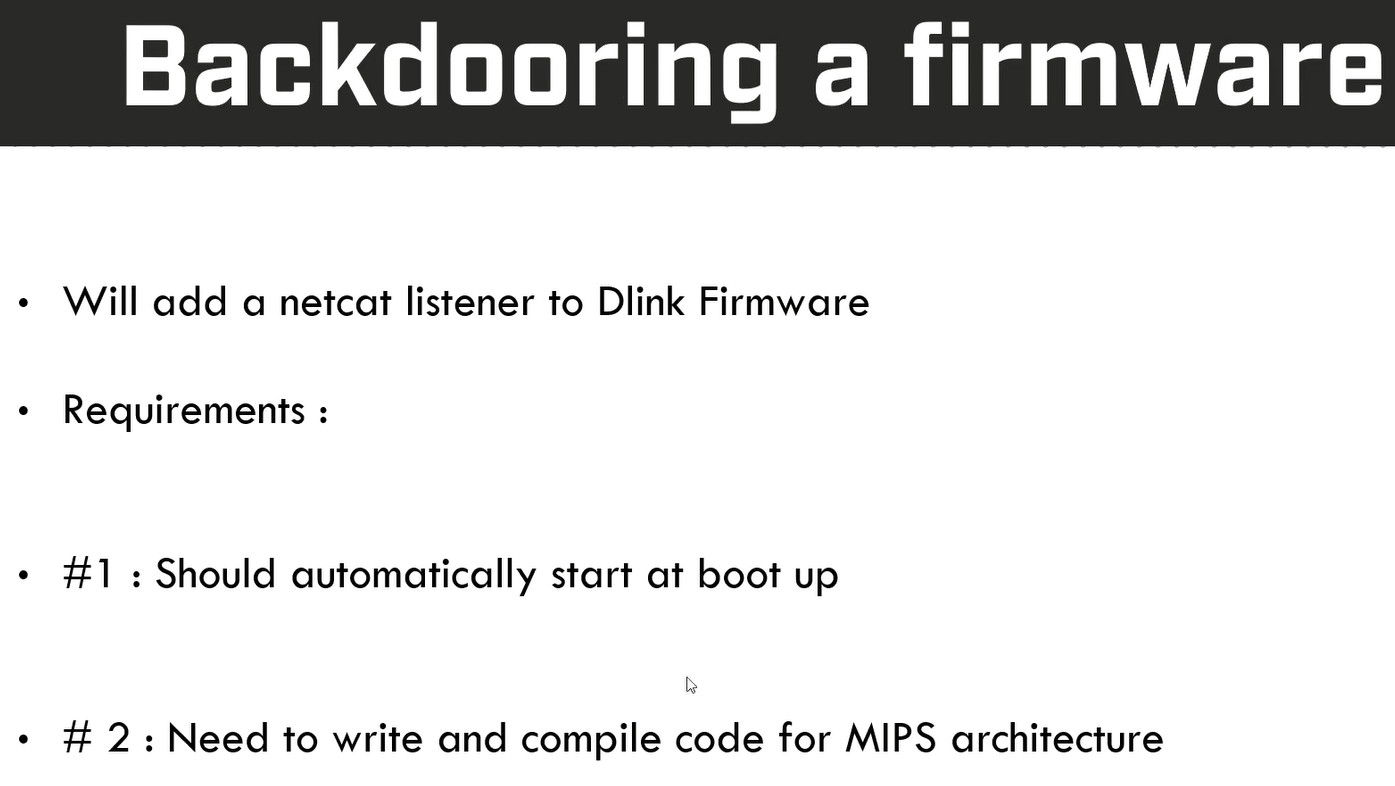 Backdooring a firmware
• Will add a netcat listener to Dlink Firmware
• Requirements :
• #1 : Should automatically start at boot up
• # 2 : Need to write and compile code for MIPS architecture